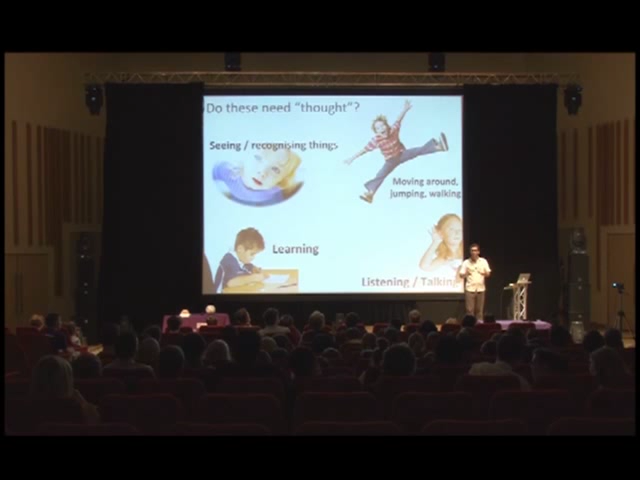 Do these need "thought"?
Seeing / recognising things
Moving around,
jumping, walking
Learning
Listening / Talking